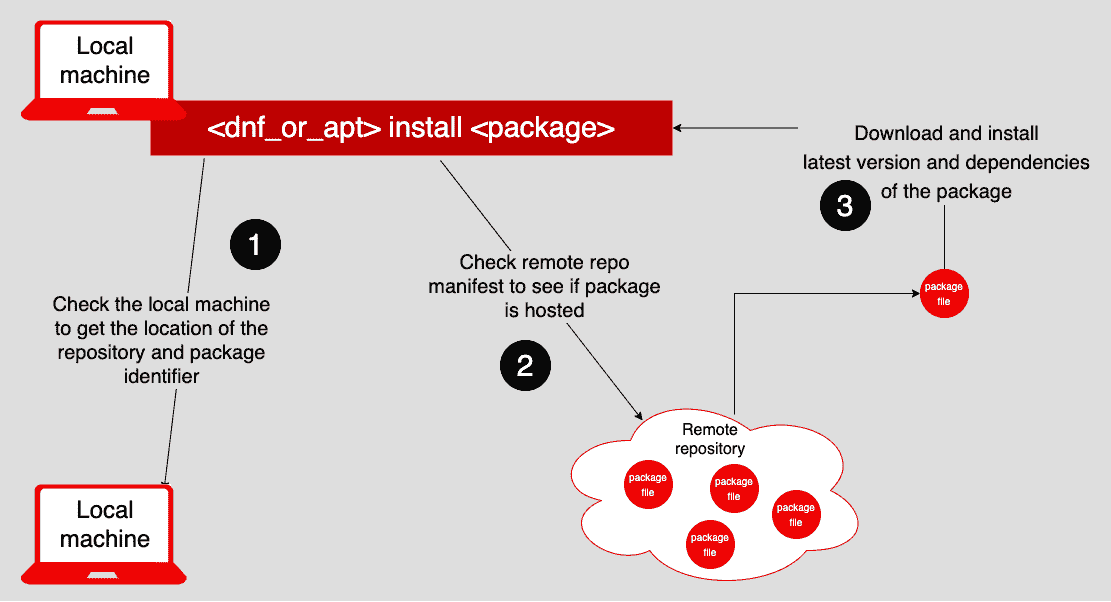 Local
machine
<dnf_or_apt> install <package>
Download and install
latest version and dependencies
of the package
3
1
Check remote repo
manifest to see if package
is hosted
2
Check the local machine
to get the location of the
repository and package
identifier
package
file
Remote
repository
package
file
package
file
package
file
package
file
Local
machine